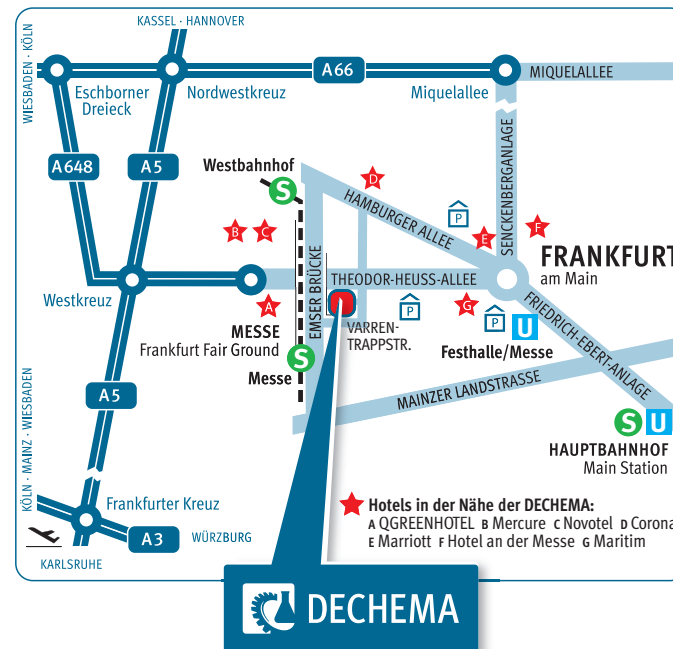 KASSEL · HANNOVER
WIESBADEN · KÖLN
A66
MIQUELALLEE
Eschborner
Dreieck
Nordwestkreuz
Miquelallee
A648
A5
Westbahnhof
S
D
HAMBURGER ALLEE
SENCKENBERGANLAGE
P
B
C
E
F
FRANKFURT
am Main
THEODOR-HEUSS-ALLEE
EMSER BRÜCKE
Westkreuz
A
G
P
P
U
FRIEDRICH-EBERT-ANLAGE
MESSE
Frankfurt Fair Ground
VARREN-
TRAPPSTR.
Festhalle/Messe
S
Messe
MAINZER LANDSTRASSE
A5
KÖLN · MAINZ · WIESBADEN
S U
HAUPTBAHNHOF
Main Station
Frankfurter Kreuz
A3
WÜRZBURG
KARLSRUHE
Hotels in der Nähe der DECHEMA:
A QGREENHOTEL B Mercure C Novotel D Corona
E Marriott F Hotel an der Messe G Maritim
DECHEMA